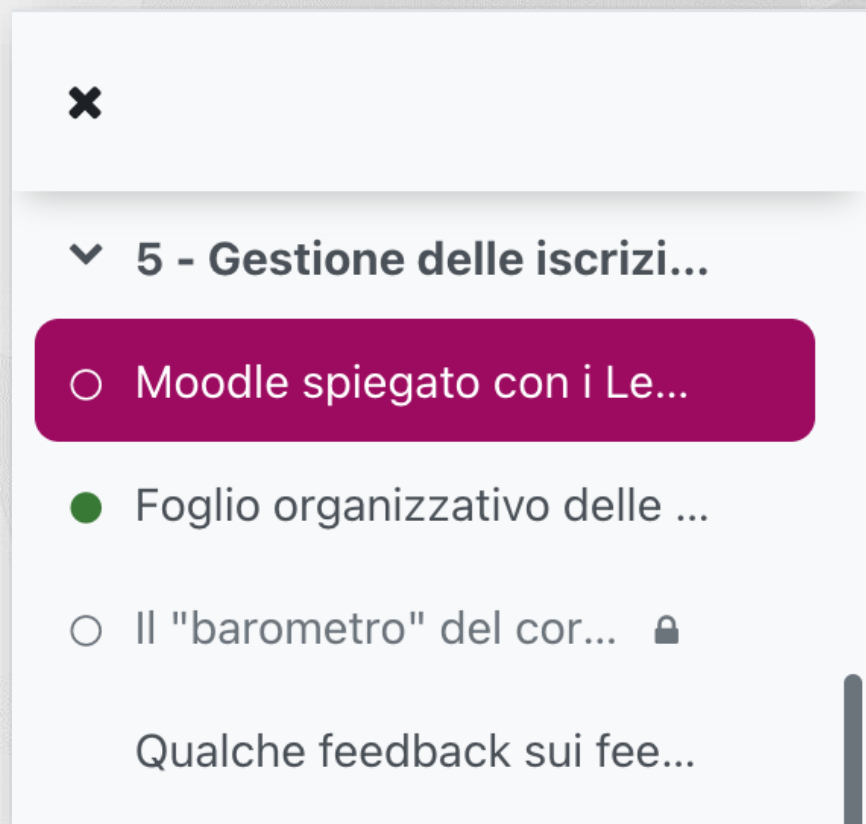 5 - Gestione delle iscrizi...
Moodle spiegato con i Le...
Foglio organizzativo delle ...
Il "barometro" del cor...
Qualche feedback sui fee...